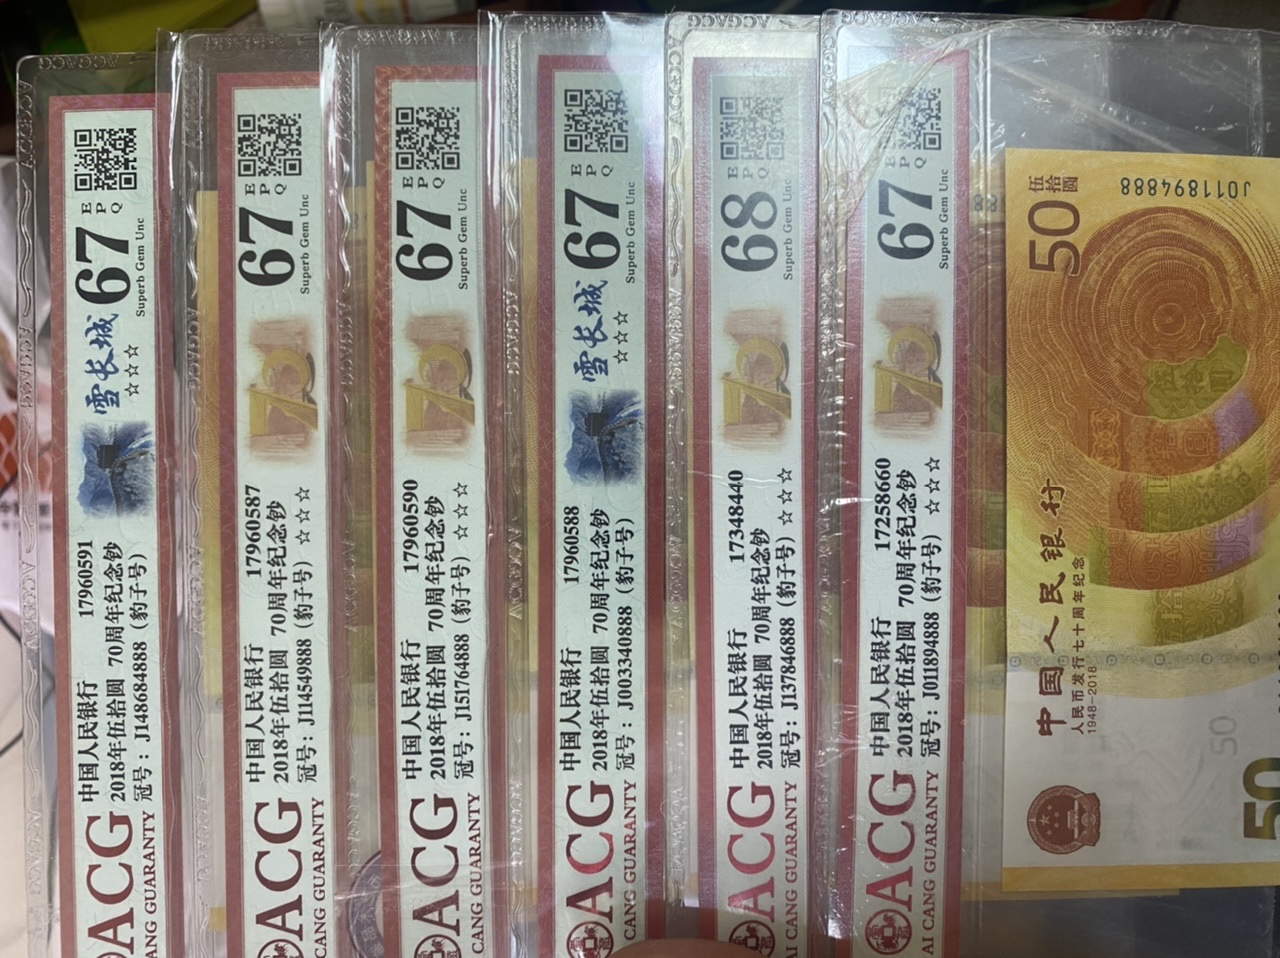 ACG
CANG GUARANTY
中国人民银行 17960591
2018年伍拾圆 70周年纪念钞
冠号：J148684888（豹子号）
雪长城
☆☆☆
67
EPQ
Superb Gem Unc
ACG
CANG GUARANTY
中国人民银行 17960587
2018年伍拾圆 70周年纪念钞
冠号：J114549888（豹子号）☆☆☆
70
67
EPQ
Superb Gem Unc
ACG
CANG GUARANTY
中国人民银行 17960590
2018年伍拾圆 70周年纪念钞
冠号：J151764888（豹子号）☆☆☆
70
67
EPQ
Superb Gem Unc
ACG
CANG GUARANTY
中国人民银行 17960588
2018年伍拾圆 70周年纪念钞
冠号：J003340888（豹子号）
雪长城
☆☆☆
67
EPQ
Superb Gem Unc
ACG
AI CANG GUARANTY
中国人民银行 17348440
2018年伍拾圆 70周年纪念钞
冠号：J137846888（豹子号）☆☆☆
70
68
EPQ
Superb Gem Unc
ACG
AI CANG GUARANTY
中国人民银行 17258660
2018年伍拾圆 70周年纪念钞
冠号：J011894888（豹子号）☆☆☆
70
67
EPQ
Superb Gem Unc
中国人民银行
人民币发行七十周年纪念
1948-2018
50
伍拾圆
J011894888
50
50